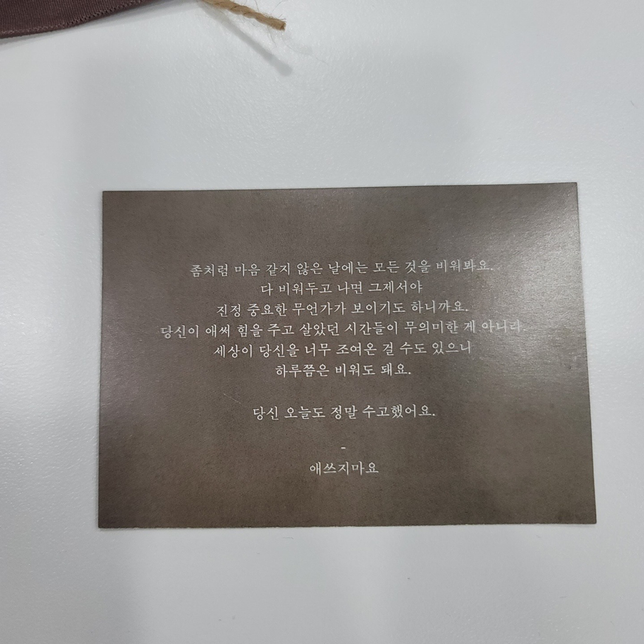 좀처럼 마음 같지 않은 날에는 모든 것을 비워봐요.
다 비워두고 나면 그제서야
진정 중요한 무언가가 보이기도 하니까요.
당신이 애써 힘을 주고 살았던 시간들이 무의미한 게 아니라.
세상이 당신을 너무 조여온 걸 수도 있으니
하루쯤은 비워도 돼요.
당신 오늘도 정말 수고했어요.
-
애쓰지마요